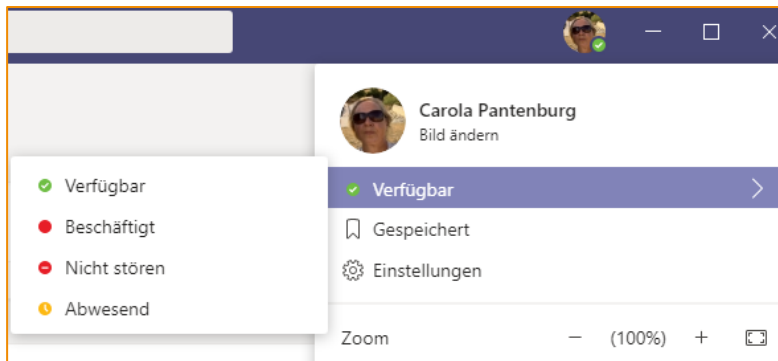 Carola Pantenburg
Bild ändern
Verfügbar
Gespeichert
Einstellungen
Zoom
(100%)
Verfügbar
Beschäftigt
Nicht stören
Abwesend